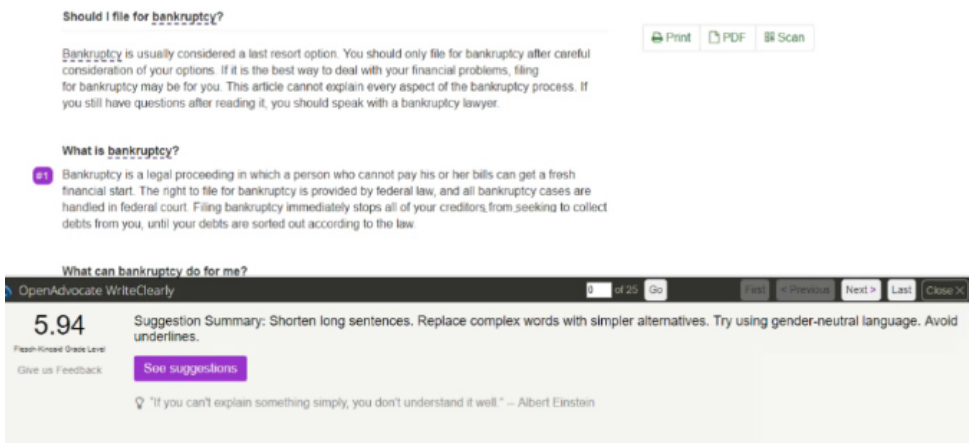 Should I file for bankruptcy?
Print PDF Scan
Bankruptcy is usually considered a last resort option. You should only file for bankruptcy after careful
consideration of your options. If it is the best way to deal with your financial problems, filing
for bankruptcy may be for you. This article cannot explain every aspect of the bankruptcy process. If
you still have questions after reading it, you should speak with a bankruptcy lawyer.
What is bankruptcy?
#1
Bankruptcy is a legal proceeding in which a person who cannot pay his or her bills can get a fresh
financial start. The right to file for bankruptcy is provided by federal law, and all bankruptcy cases are
handled in federal court. Filing bankruptcy immediately stops all of your creditors from seeking to collect
debts from you, until your debts are sorted out according to the law.
What can bankruptcy do for me?
OpenAdvocate WriteClearly 0 of 25 Go First < Previous Next > Last Close X
5.94
Flesch-Kincaid Grade Level
Give us Feedback
Suggestion Summary: Shorten long sentences. Replace complex words with simpler alternatives. Try using gender-neutral language. Avoid
underlines.
See suggestions
"If you can't explain something simply, you don't understand it well." – Albert Einstein